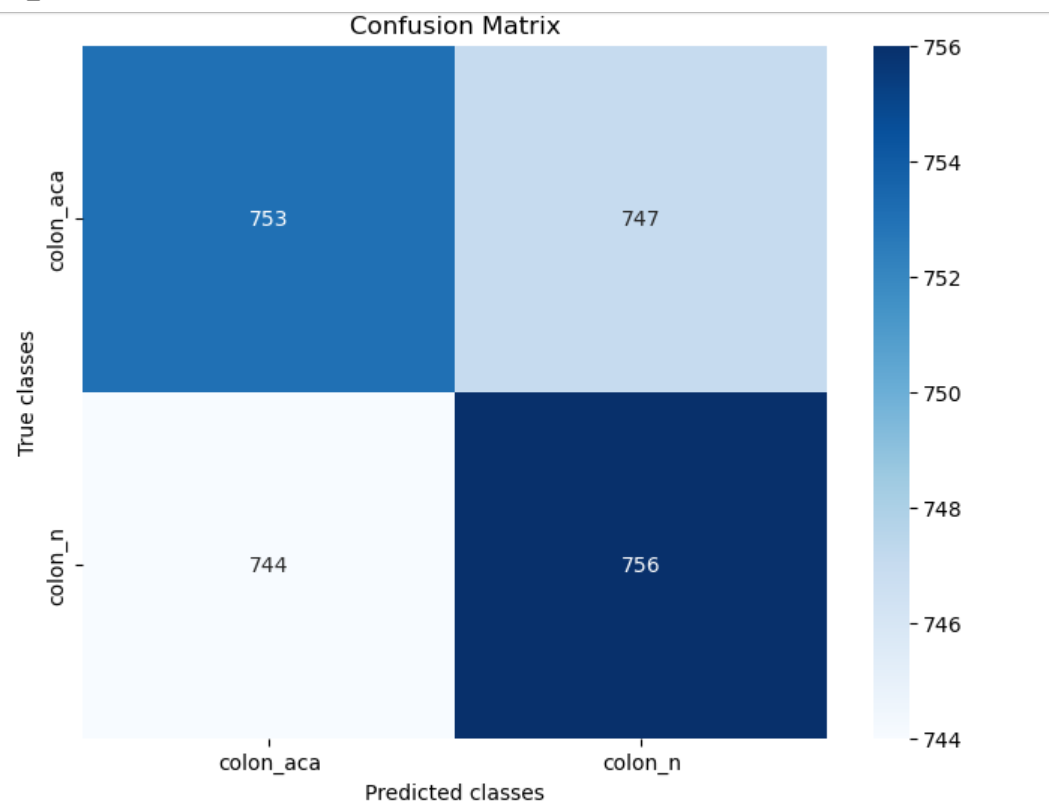 Confusion Matrix
True classes
colon_aca
colon_n
753
747
744
756
colon_aca
colon_n
Predicted classes
756
754
752
750
748
746
744